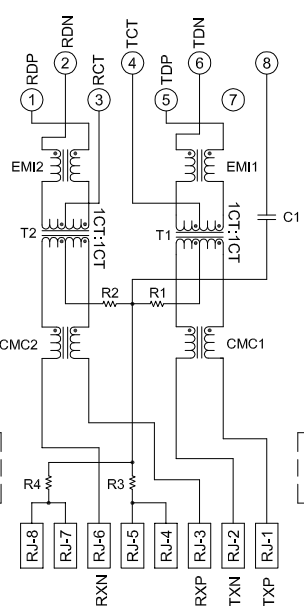 RDP
RDN
RCT
TCT
TDP
TDN
1
2
3
4
5
6
7
8
EMI2
EMI1
T2
1CT:1CT
T1
1CT:1CT
C1
R2
R1
CMC2
CMC1
R4
R3
RJ-8
RJ-7
RJ-6
RJ-5
RJ-4
RJ-3
RJ-2
RJ-1
RXN
RXP
TXN
TXP